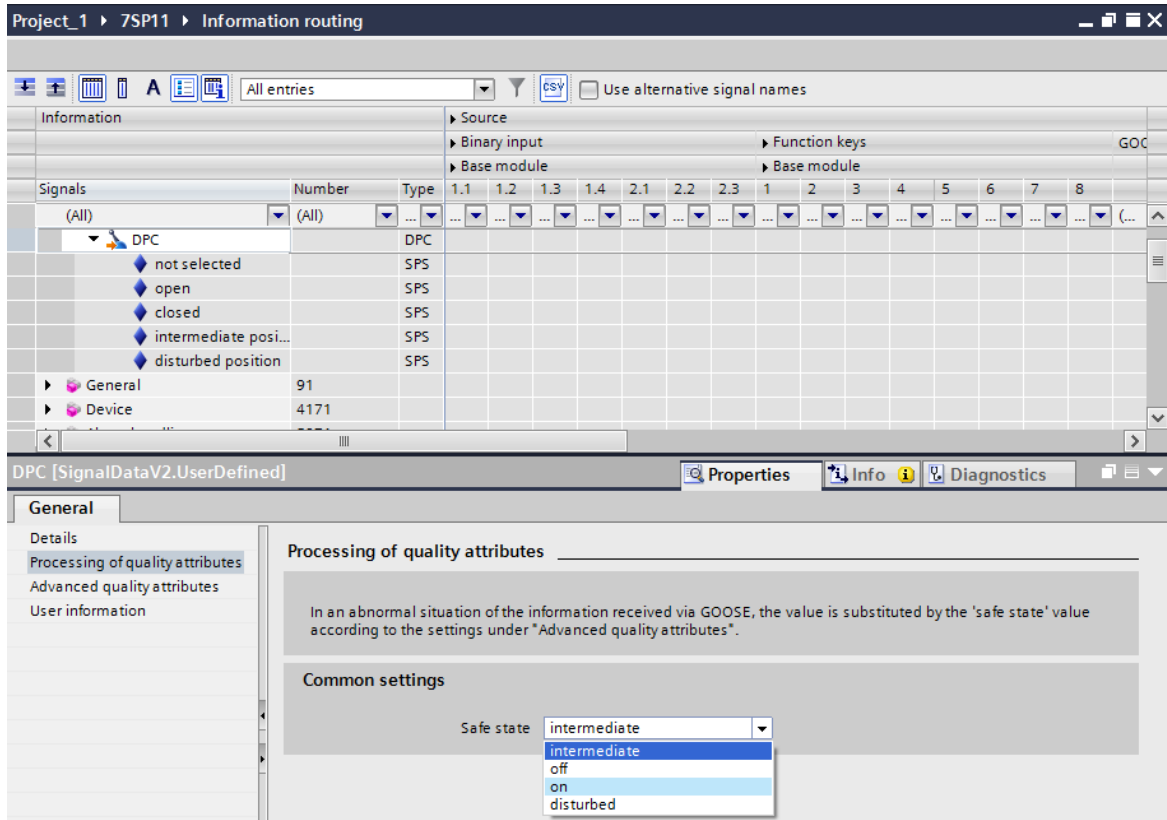 Project_1 ▸ 7SP11 ▸ Information routing
A All entries CSV Use alternative signal names
Information Source
Binary input Function keys GOO
Base module Base module
Signals Number Type 1.1 1.2 1.3 1.4 2.1 2.2 2.3 1 2 3 4 5 6 7 8
(All) (All) ... ... ... ... ... ... ... ... ... ... ... ... ... ... ... ... (...
DPC DPC
not selected SPS
open SPS
closed SPS
intermediate posi... SPS
disturbed position SPS
General 91
Device 4171
DPC [SignalDataV2.UserDefined] Properties Info Diagnostics
General
Details
Processing of quality attributes
Advanced quality attributes
User information
Processing of quality attributes
In an abnormal situation of the information received via GOOSE, the value is substituted by the 'safe state' value
according to the settings under "Advanced quality attributes".
Common settings
Safe state intermediate
intermediate
off
on
disturbed